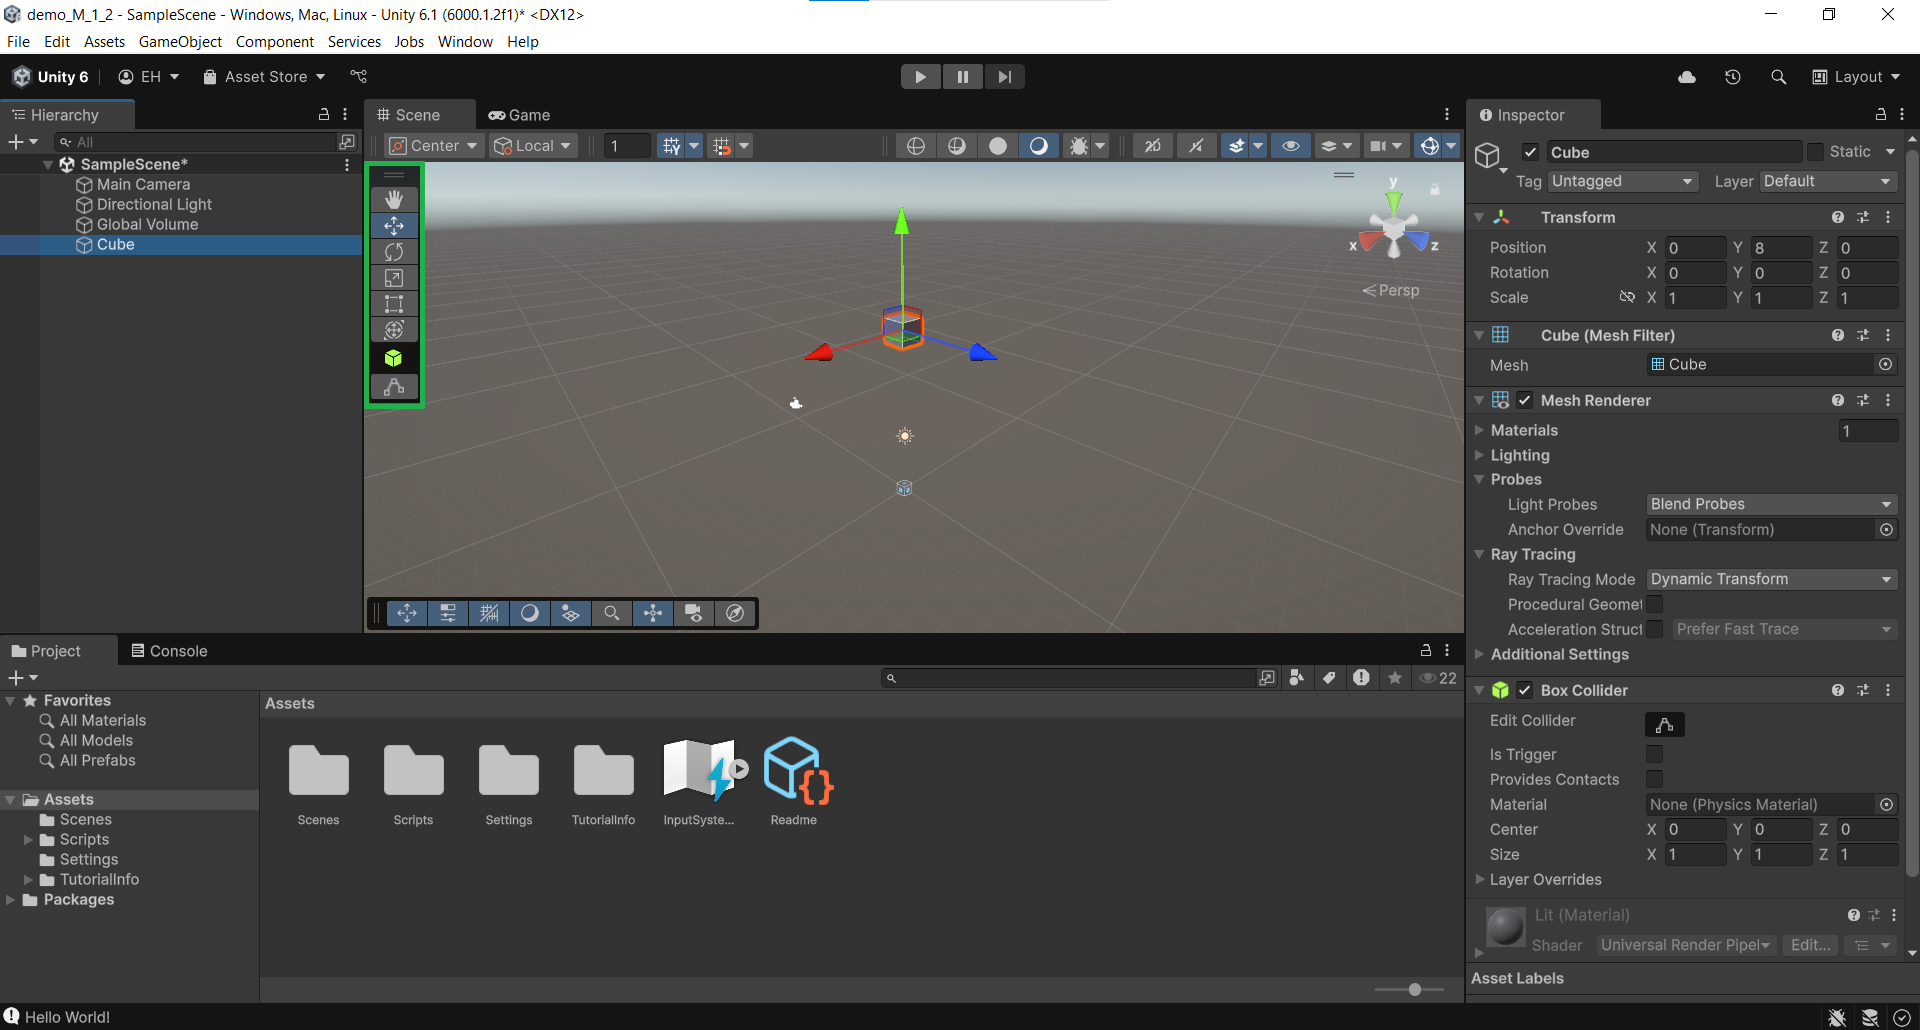 demo_M_1_2 - SampleScene - Windows, Mac, Linux - Unity 6.1 (6000.1.2f1)* <DX12>
File Edit Assets GameObject Component Services Jobs Window Help
Unity 6 EH Asset Store Layout
Hierarchy
All
SampleScene*
Main Camera
Directional Light
Global Volume
Cube
Scene Game
Center Local 1 2D
y
x z
Persp
Inspector
Cube Static
Tag Untagged Layer Default
Transform
Position X 0 Y 8 Z 0
Rotation X 0 Y 0 Z 0
Scale X 1 Y 1 Z 1
Cube (Mesh Filter)
Mesh Cube
Mesh Renderer
Materials 1
Lighting
Probes
Light Probes Blend Probes
Anchor Override None (Transform)
Ray Tracing
Ray Tracing Mode Dynamic Transform
Procedural Geomet
Acceleration Struct Prefer Fast Trace
Additional Settings
Box Collider
Edit Collider
Is Trigger
Provides Contacts
Material None (Physics Material)
Center X 0 Y 0 Z 0
Size X 1 Y 1 Z 1
Layer Overrides
Lit (Material)
Shader Universal Render Pipel Edit...
Asset Labels
Project Console
22
Favorites
All Materials
All Models
All Prefabs
Assets
Scenes
Scripts
Settings
TutorialInfo
Packages
Assets
Scenes Scripts Settings TutorialInfo InputSyste... Readme
Hello World!